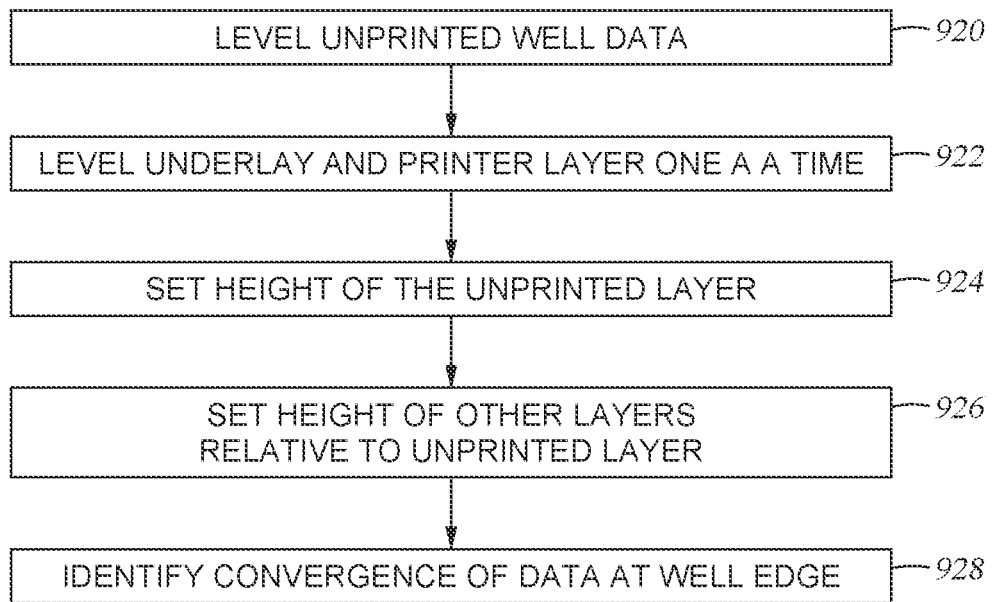 LEVEL UNPRINTED WELL DATA
920
LEVEL UNDERLAY AND PRINTER LAYER ONE A A TIME
922
SET HEIGHT OF THE UNPRINTED LAYER
924
SET HEIGHT OF OTHER LAYERS
RELATIVE TO UNPRINTED LAYER
926
IDENTIFY CONVERGENCE OF DATA AT WELL EDGE
928